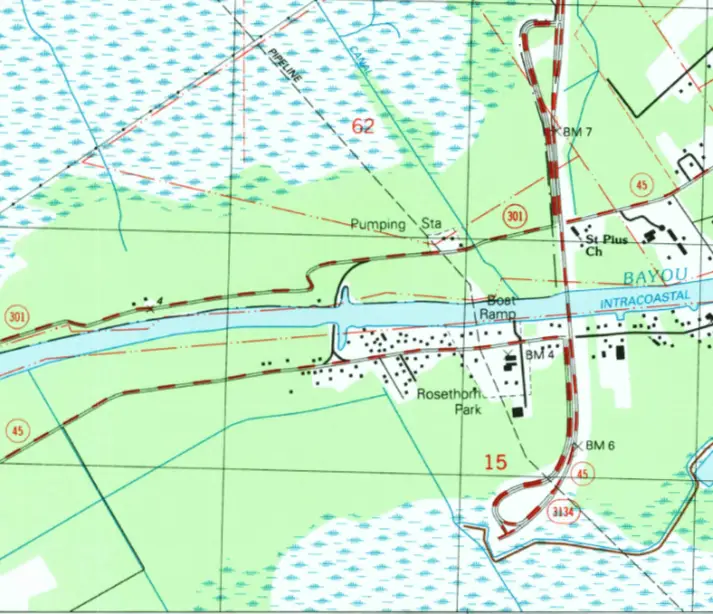 PIPELINE
CANAL
62
BM 7
45
301
Pumping Sta
St Pius
Ch
BAYOU
INTRACOASTAL
4
301
Boat
Ramp
BM 4
Rosethorn
Park
45
BM 6
15
45
3134